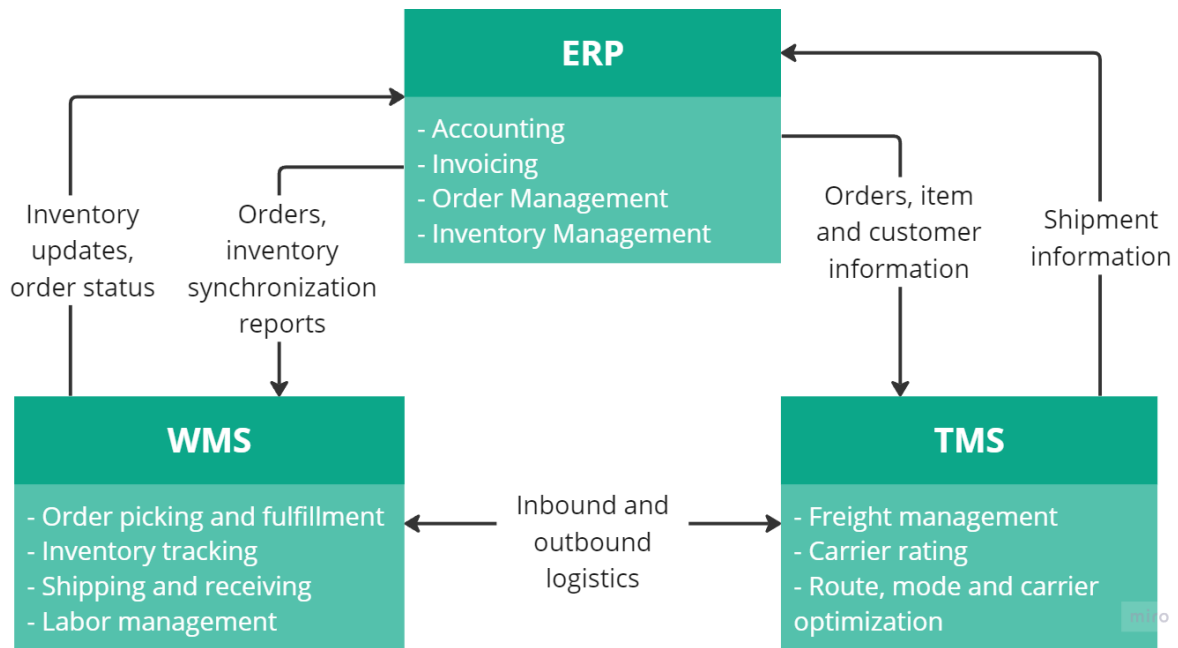 ERP
- Accounting
- Invoicing
- Order Management
- Inventory Management
Inventory
updates,
order status
Orders,
inventory
synchronization
reports
Orders, item
and customer
information
Shipment
information
WMS
- Order picking and fulfillment
- Inventory tracking
- Shipping and receiving
- Labor management
Inbound and
outbound
logistics
TMS
- Freight management
- Carrier rating
- Route, mode and carrier
optimization
miro